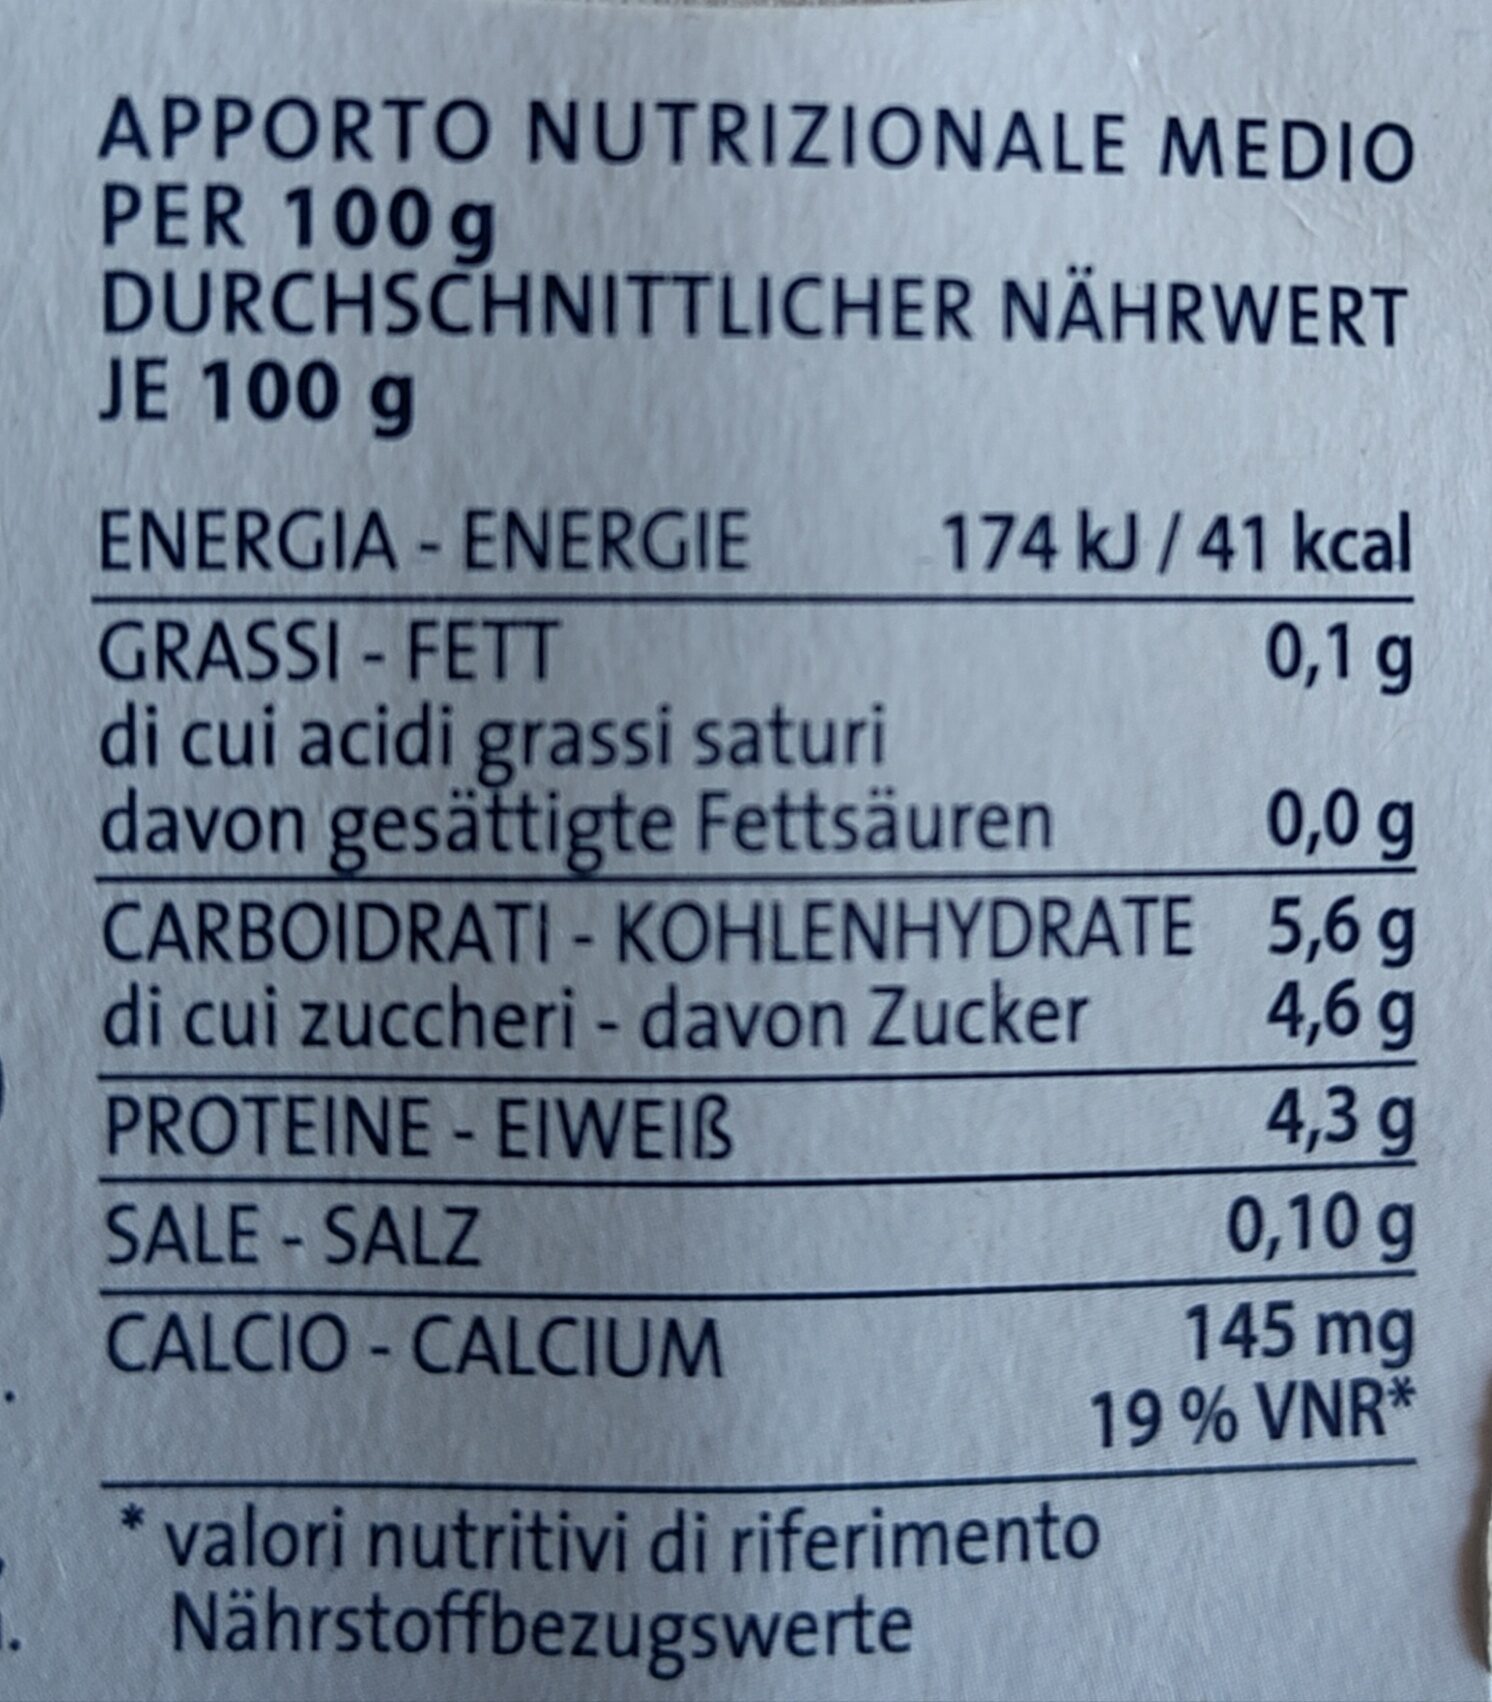 APPORTO NUTRIZIONALE MEDIO
PER 100 g
DURCHSCHNITTLICHER NÄHRWERT
JE 100 g
ENERGIA - ENERGIE 174 kJ / 41 kcal
GRASSI - FETT 0,1 g
di cui acidi grassi saturi
davon gesättigte Fettsäuren 0,0 g
CARBOIDRATI - KOHLENHYDRATE 5,6 g
di cui zuccheri - davon Zucker 4,6 g
PROTEINE - EIWEIß 4,3 g
SALE - SALZ 0,10 g
CALCIO - CALCIUM 145 mg
19 % VNR*
* valori nutritivi di riferimento
Nährstoffbezugswerte